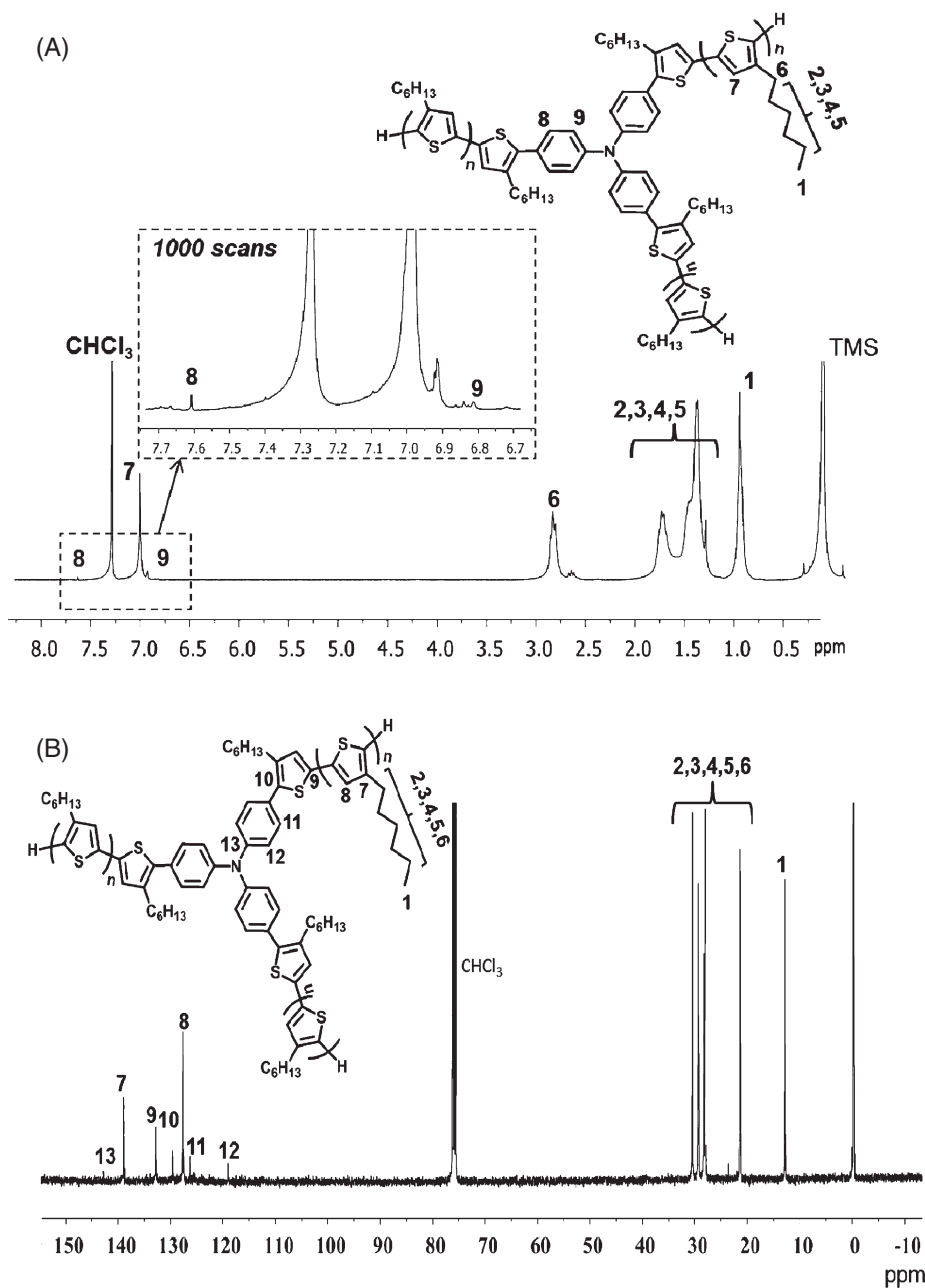 (A)
H
C₆H₁₃
S
S
n
6
2,3,4,5
7
1
C₆H₁₃
H
S
n
S
C₆H₁₃
8
9
N
C₆H₁₃
S
n
S
C₆H₁₃
H
1000 scans
8
9
7.7 7.6 7.5 7.4 7.3 7.2 7.1 7.0 6.9 6.8 6.7
CHCl₃
TMS
7
8
9
6
2,3,4,5
1
8.0 7.5 7.0 6.5 6.0 5.5 5.0 4.5 4.0 3.5 3.0 2.5 2.0 1.5 1.0 0.5 ppm
(B)
H
C₆H₁₃
S
S
n
10
9
8
7
2,3,4,5,6
1
11
12
13
C₆H₁₃
H
S
n
S
C₆H₁₃
N
C₆H₁₃
S
n
S
C₆H₁₃
H
2,3,4,5,6
1
CHCl₃
8
7
9
10
11
12
13
150 140 130 120 110 100 90 80 70 60 50 40 30 20 10 0 -10
ppm